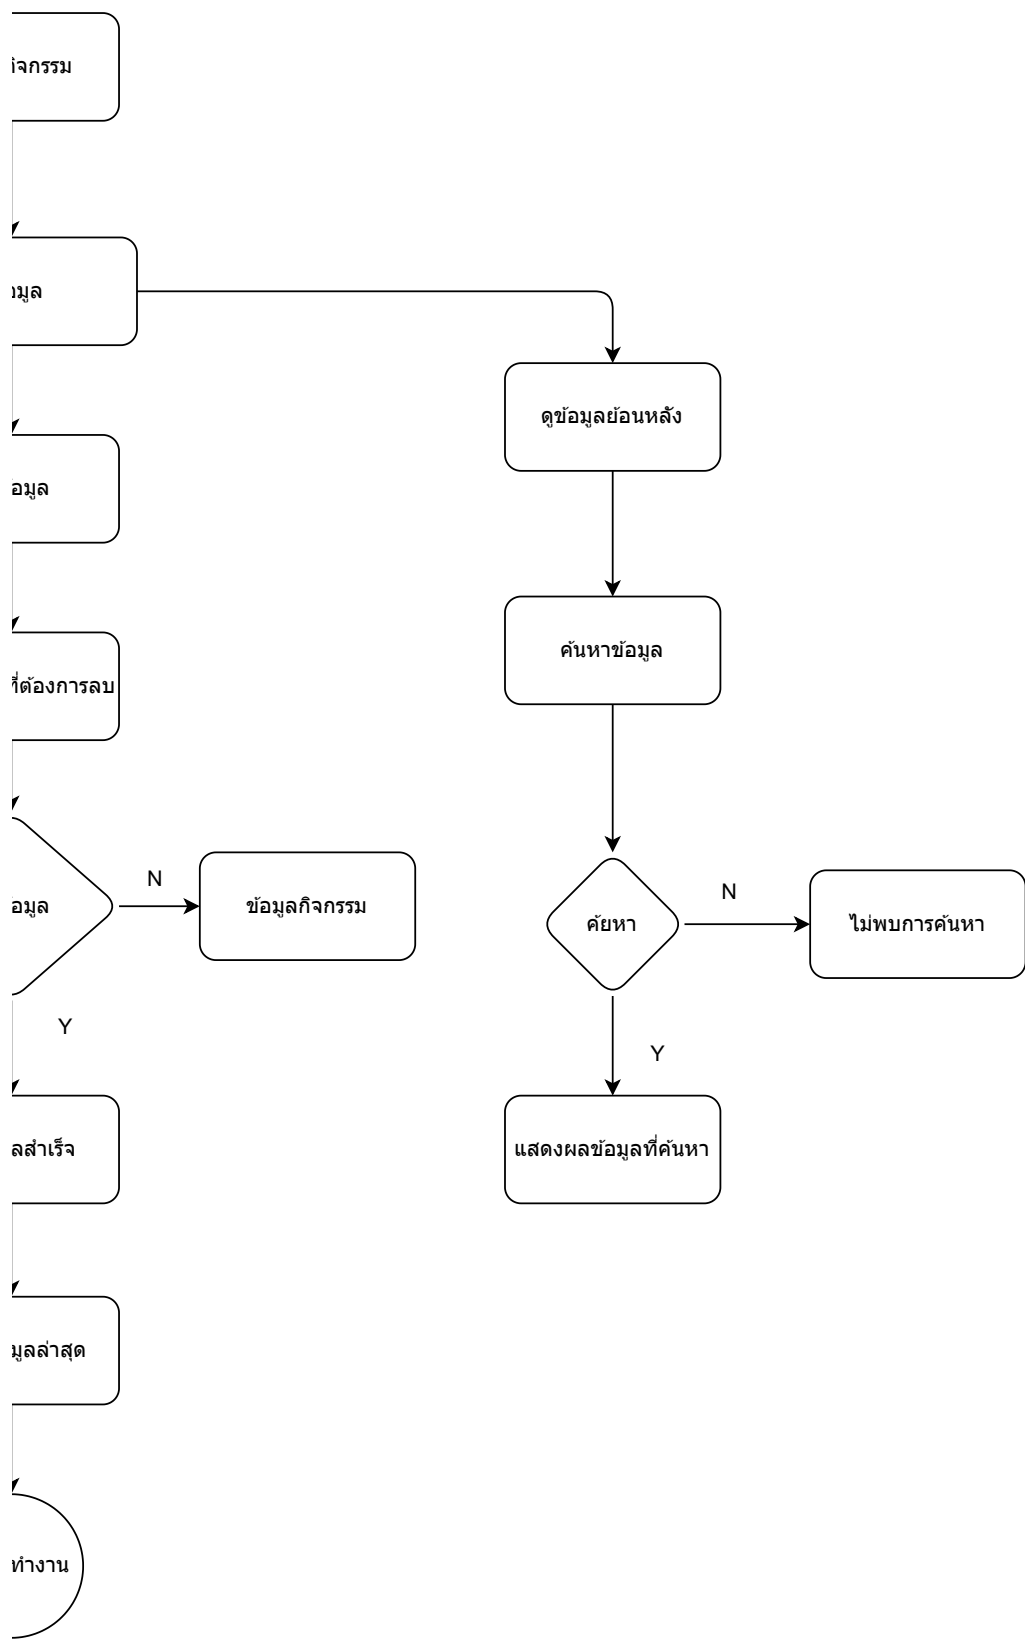 กิจกรรม
อมูล
ดูข้อมูลย้อนหลัง
อมูล
ค้นหาข้อมูล
ที่ต้องการลบ
N
ข้อมูลกิจกรรม
อมูล
N
ค้ยหา
ไม่พบการค้นหา
Y
Y
ลสำเร็จ
แสดงผลข้อมูลที่ค้นหา
มูลล่าสุด
ทำงาน